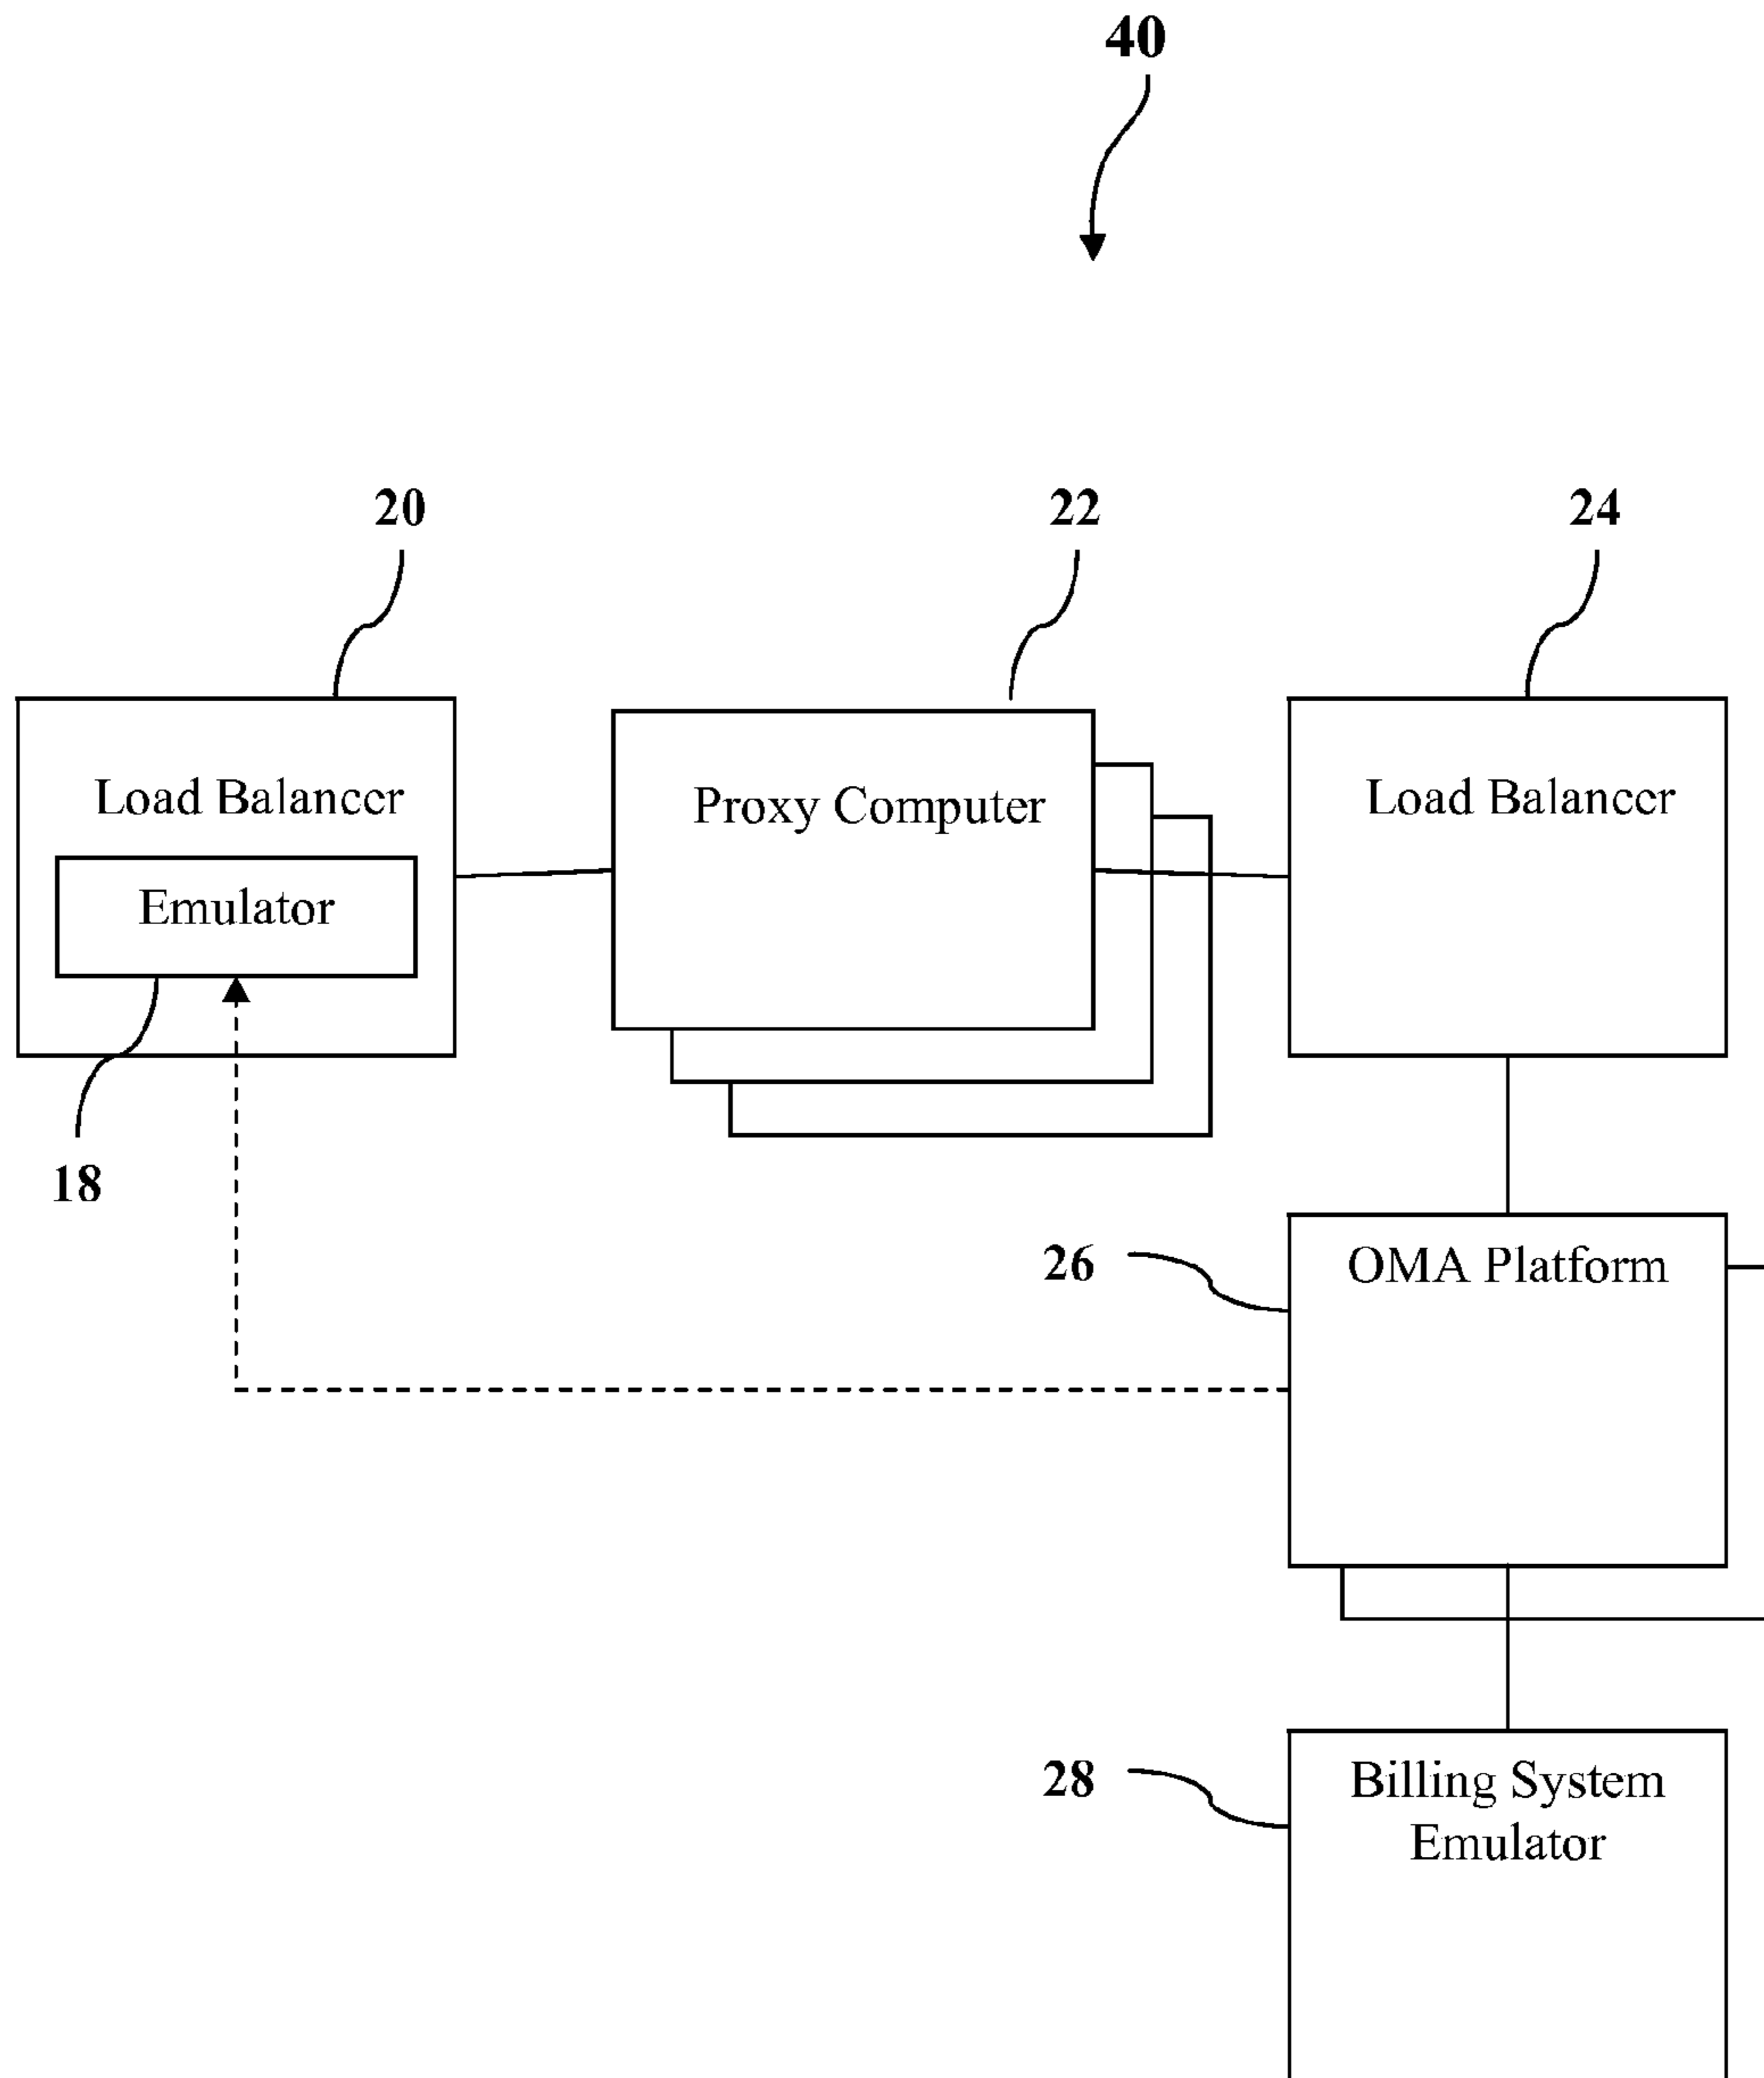 40
20
22
24
Load Balancer
Proxy Computer
Load Balancer
Emulator
18
26
OMA Platform
28
Billing System
Emulator